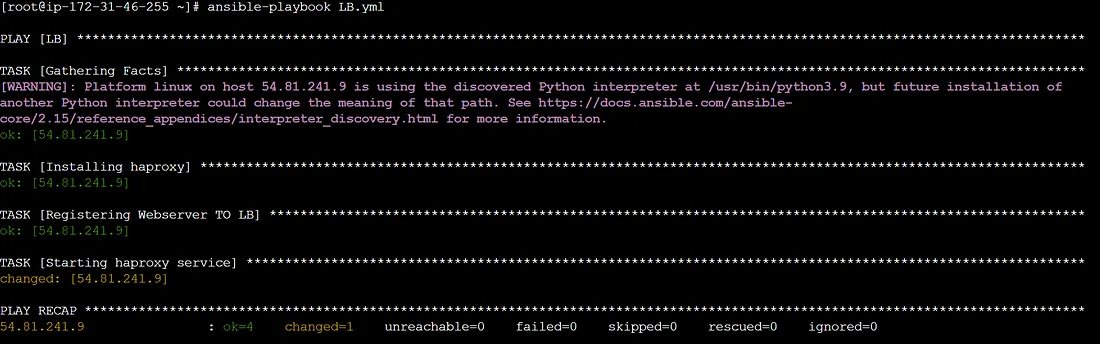 [root@ip-172-31-46-255 ~]# ansible-playbook LB.yml
PLAY [LB] ***********************************************************************************************************************************
TASK [Gathering Facts] **********************************************************************************************************************
[WARNING]: Platform linux on host 54.81.241.9 is using the discovered Python interpreter at /usr/bin/python3.9, but future installation of
another Python interpreter could change the meaning of that path. See https://docs.ansible.com/ansible-
core/2.15/reference_appendices/interpreter_discovery.html for more information.
ok: [54.81.241.9]
TASK [Installing haproxy] *******************************************************************************************************************
ok: [54.81.241.9]
TASK [Registering Webserver TO LB] **********************************************************************************************************
ok: [54.81.241.9]
TASK [Starting haproxy service] *************************************************************************************************************
changed: [54.81.241.9]
PLAY RECAP **********************************************************************************************************************************
54.81.241.9                : ok=4    changed=1    unreachable=0    failed=0    skipped=0    rescued=0    ignored=0